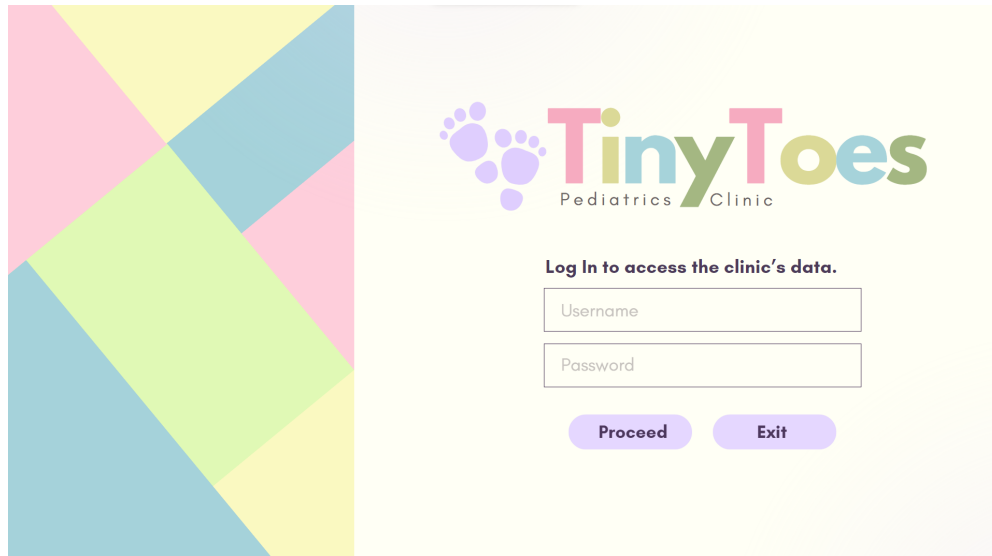 TinyToes
Pediatrics Clinic
Log In to access the clinic’s data.
Username
Password
Proceed
Exit